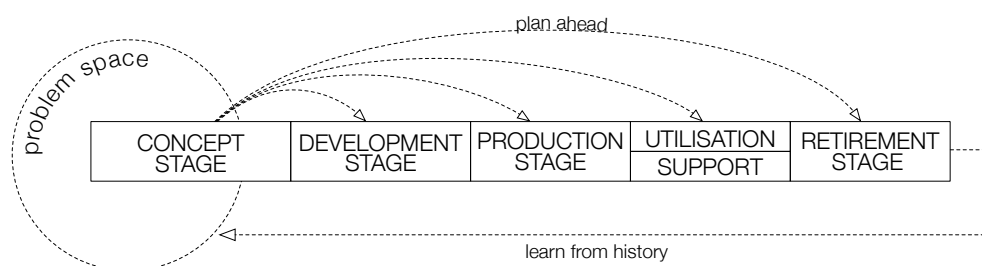 plan ahead
problem space
CONCEPT
STAGE
DEVELOPMENT
STAGE
PRODUCTION
STAGE
UTILISATION
SUPPORT
RETIREMENT
STAGE
learn from history